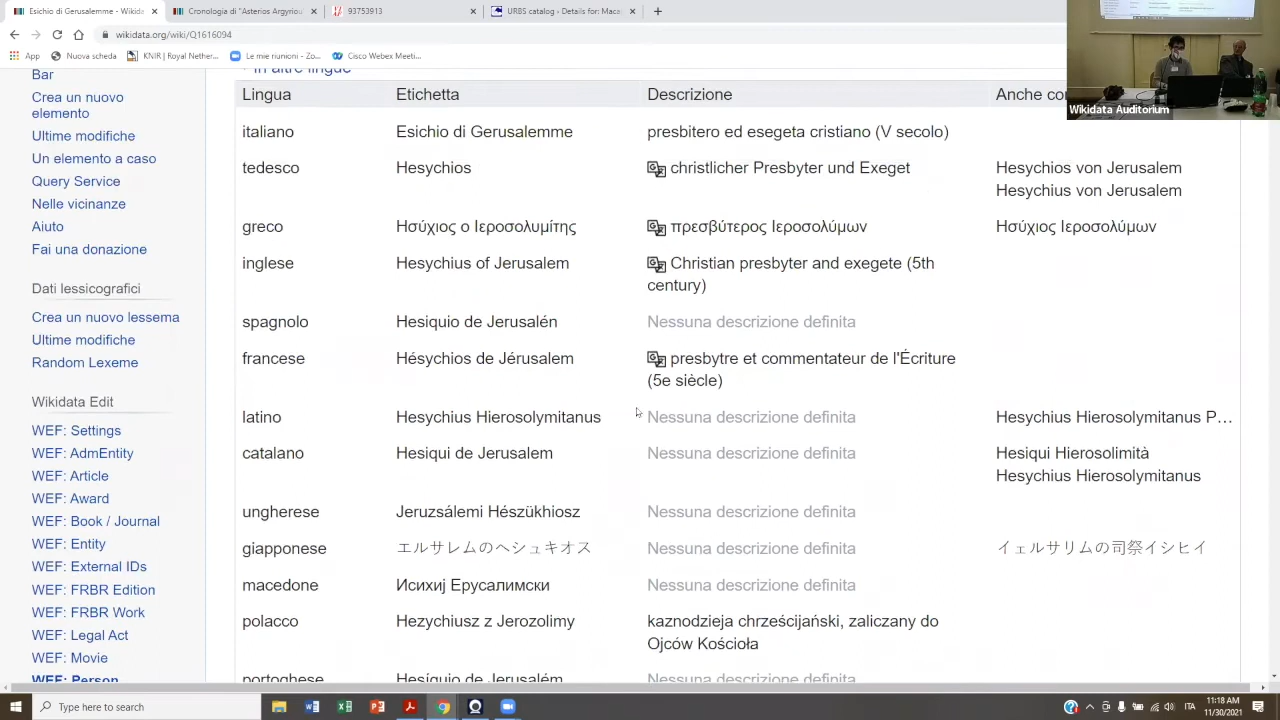 Esichio di Gerusalemme - Wikida
Cronologia di "Asterios Argyriou
93753913
URBS catalog - Details for: Maca
wikidata.org/wiki/Q1616094
App
Nuova scheda
KNIR | Royal Nether...
Le mie riunioni - Zo...
Cisco Webex Meeti...
Wikidata Auditorium
Bar
Crea un nuovo
elemento
Ultime modifiche
Un elemento a caso
Query Service
Nelle vicinanze
Aiuto
Fai una donazione
Dati lessicografici
Crea un nuovo lessema
Ultime modifiche
Random Lexeme
Wikidata Edit
WEF: Settings
WEF: AdmEntity
WEF: Article
WEF: Award
WEF: Book / Journal
WEF: Entity
WEF: External IDs
WEF: FRBR Edition
WEF: FRBR Work
WEF: Legal Act
WEF: Movie
WEF: Person
In altre lingue
Lingua Etichetta Descrizione Anche co
italiano Esichio di Gerusalemme presbitero ed esegeta cristiano (V secolo)
tedesco Hesychios christlicher Presbyter und Exeget Hesychios von Jerusalem
Hesychius von Jerusalem
greco Ησύχιος ο Ιεροσολυμίτης πρεσβύτερος Ιεροσολύμων Ησύχιος Ιεροσολύμων
inglese Hesychius of Jerusalem Christian presbyter and exegete (5th
century)
spagnolo Hesiquio de Jerusalén Nessuna descrizione definita
francese Hésychios de Jérusalem presbytre et commentateur de l'Écriture
(5e siècle)
latino Hesychius Hierosolymitanus Nessuna descrizione definita Hesychius Hierosolymitanus P...
catalano Hesiqui de Jerusalem Nessuna descrizione definita Hesiqui Hierosolimità
Hesychius Hierosolymitanus
ungherese Jeruzsálemi Hészükhiosz Nessuna descrizione definita
giapponese エルサレムのヘシュキオス Nessuna descrizione definita イェルサリムの司祭イシヒイ
macedone Исихиј Ерусалимски Nessuna descrizione definita
polacco Hezychiusz z Jerozolimy kaznodzieja chrześcijański, zaliczany do
Ojców Kościoła
portoghese Hesíquio de Jerusalém Nessuna descrizione definita
Type here to search
ITA
11:18 AM
11/30/2021